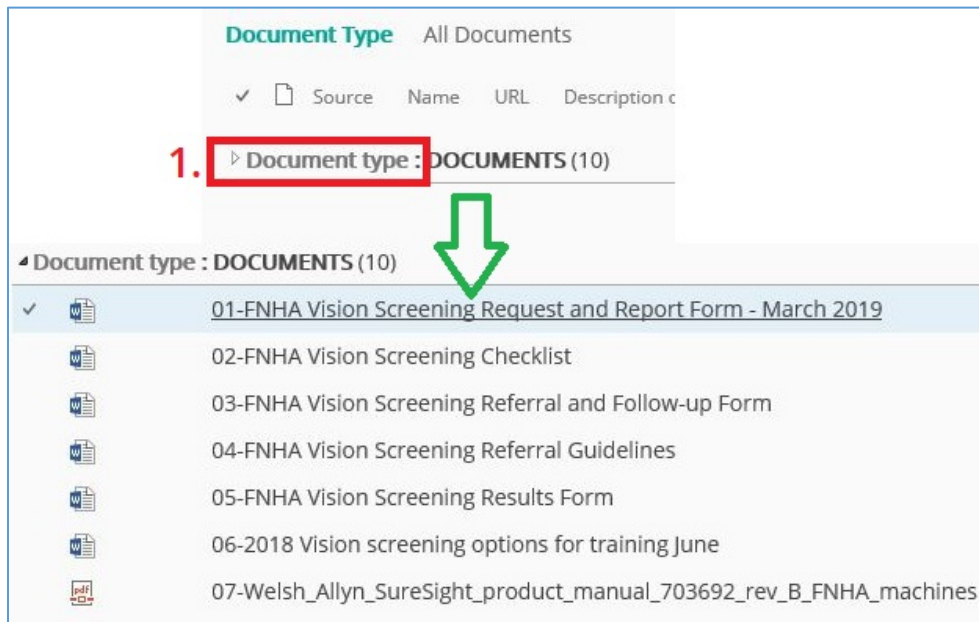 Document Type All Documents
Source Name URL Description
1. Document type : DOCUMENTS (10)
Document type : DOCUMENTS (10)
01-FNHA Vision Screening Request and Report Form - March 2019
02-FNHA Vision Screening Checklist
03-FNHA Vision Screening Referral and Follow-up Form
04-FNHA Vision Screening Referral Guidelines
05-FNHA Vision Screening Results Form
06-2018 Vision screening options for training June
07-Welsh_Allyn_SureSight_product_manual_703692_rev_B_FNHA_machines